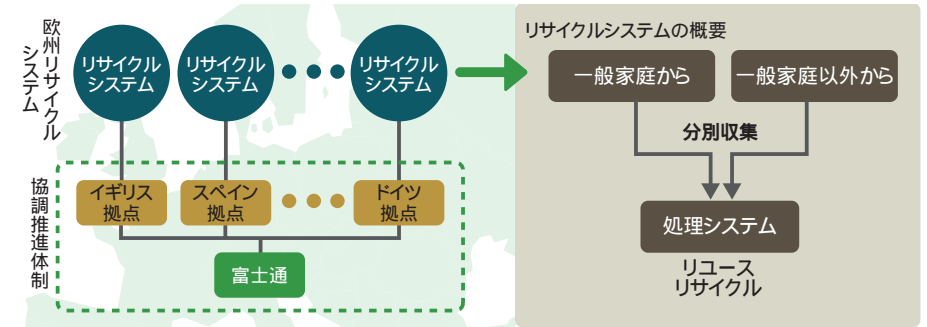 欧州リサイクル
システム
リサイクル
システム
リサイクル
システム
リサイクル
システム
協調推進体制
イギリス
拠点
スペイン
拠点
ドイツ
拠点
富士通
リサイクルシステムの概要
一般家庭から
一般家庭以外から
分別収集
処理システム
リユース
リサイクル